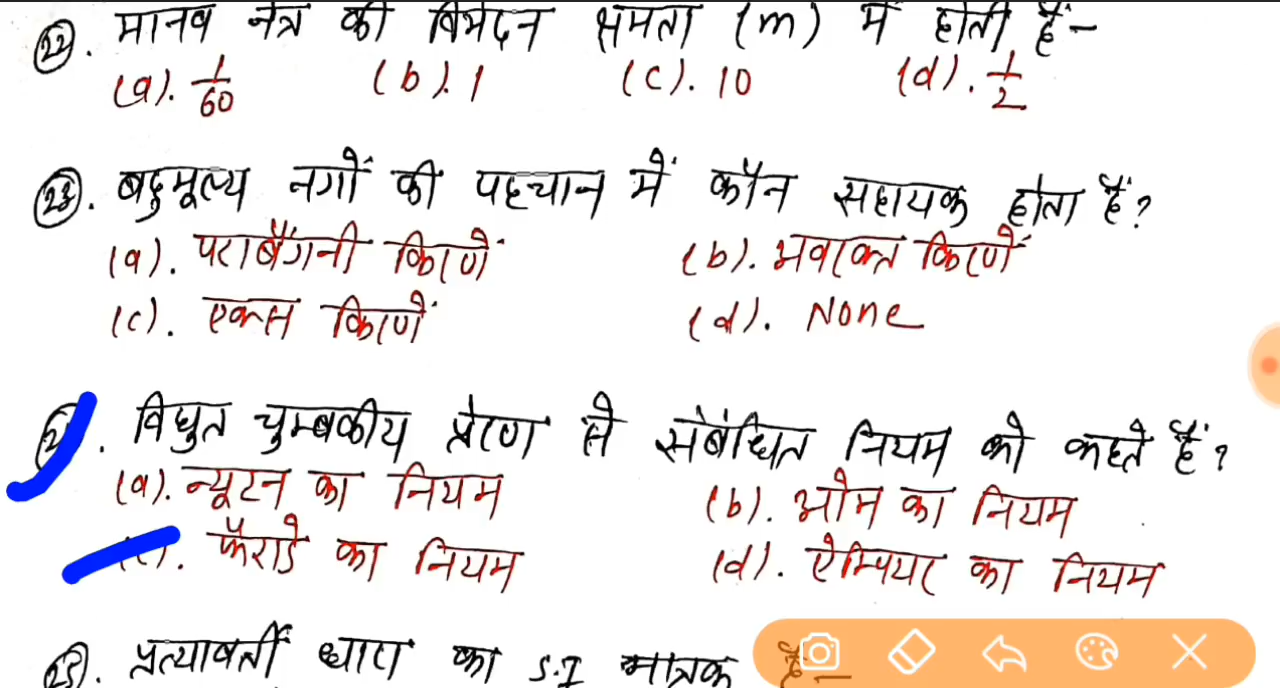 22. मानव नेत्र की विभेदन क्षमता (m) में होती हैं-
(a). 1/60 (b). 1 (c). 10 (d). 1/2
23. बहुमूल्य नगों की पहचान में कौन सहायक होता हैं?
(a). पराबैंगनी किरणें (b). अवरक्त किरणें
(c). एक्स किरणें (d). None
2 . विधुत चुम्बकीय प्रेरण से संबंधित नियम को कहते हैं?
(a). न्यूटन का नियम (b). ओम का नियम
(c). फैराडे का नियम (d). ऐम्पियर का नियम
25. प्रत्यावर्ती धारा का S.I मात्रक है